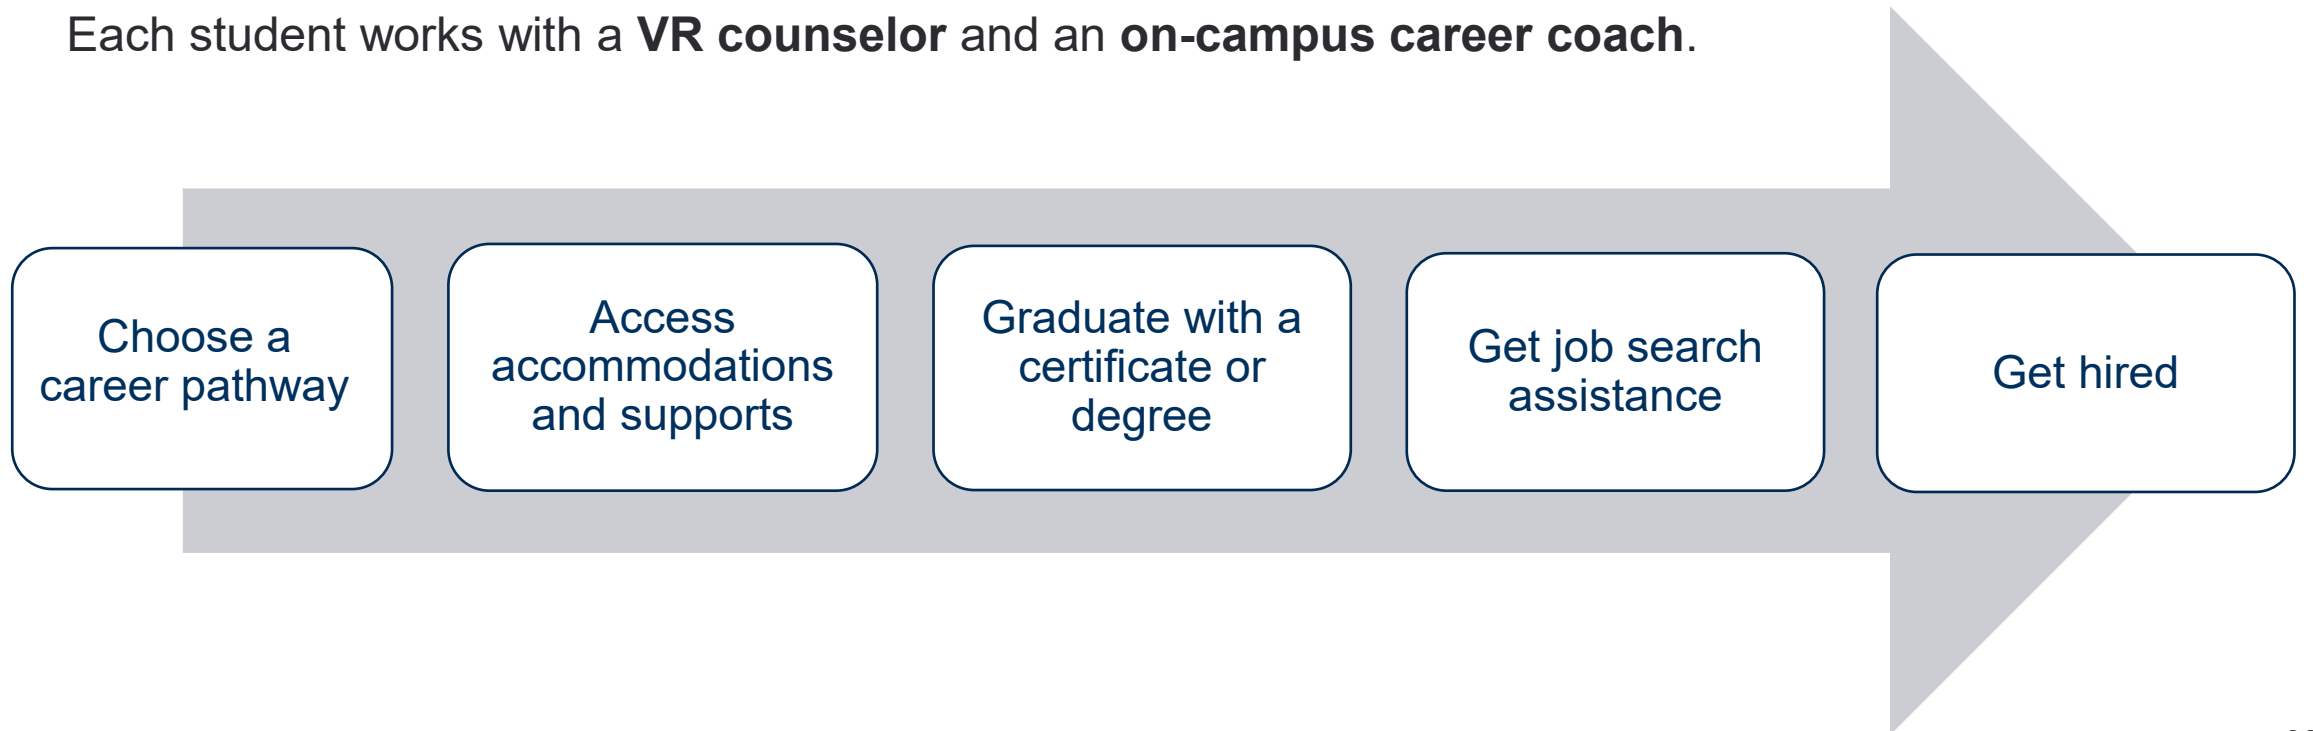 Each student works with a VR counselor and an on-campus career coach.
Choose a
career pathway
Access
accommodations
and supports
Graduate with a
certificate or
degree
Get job search
assistance
Get hired